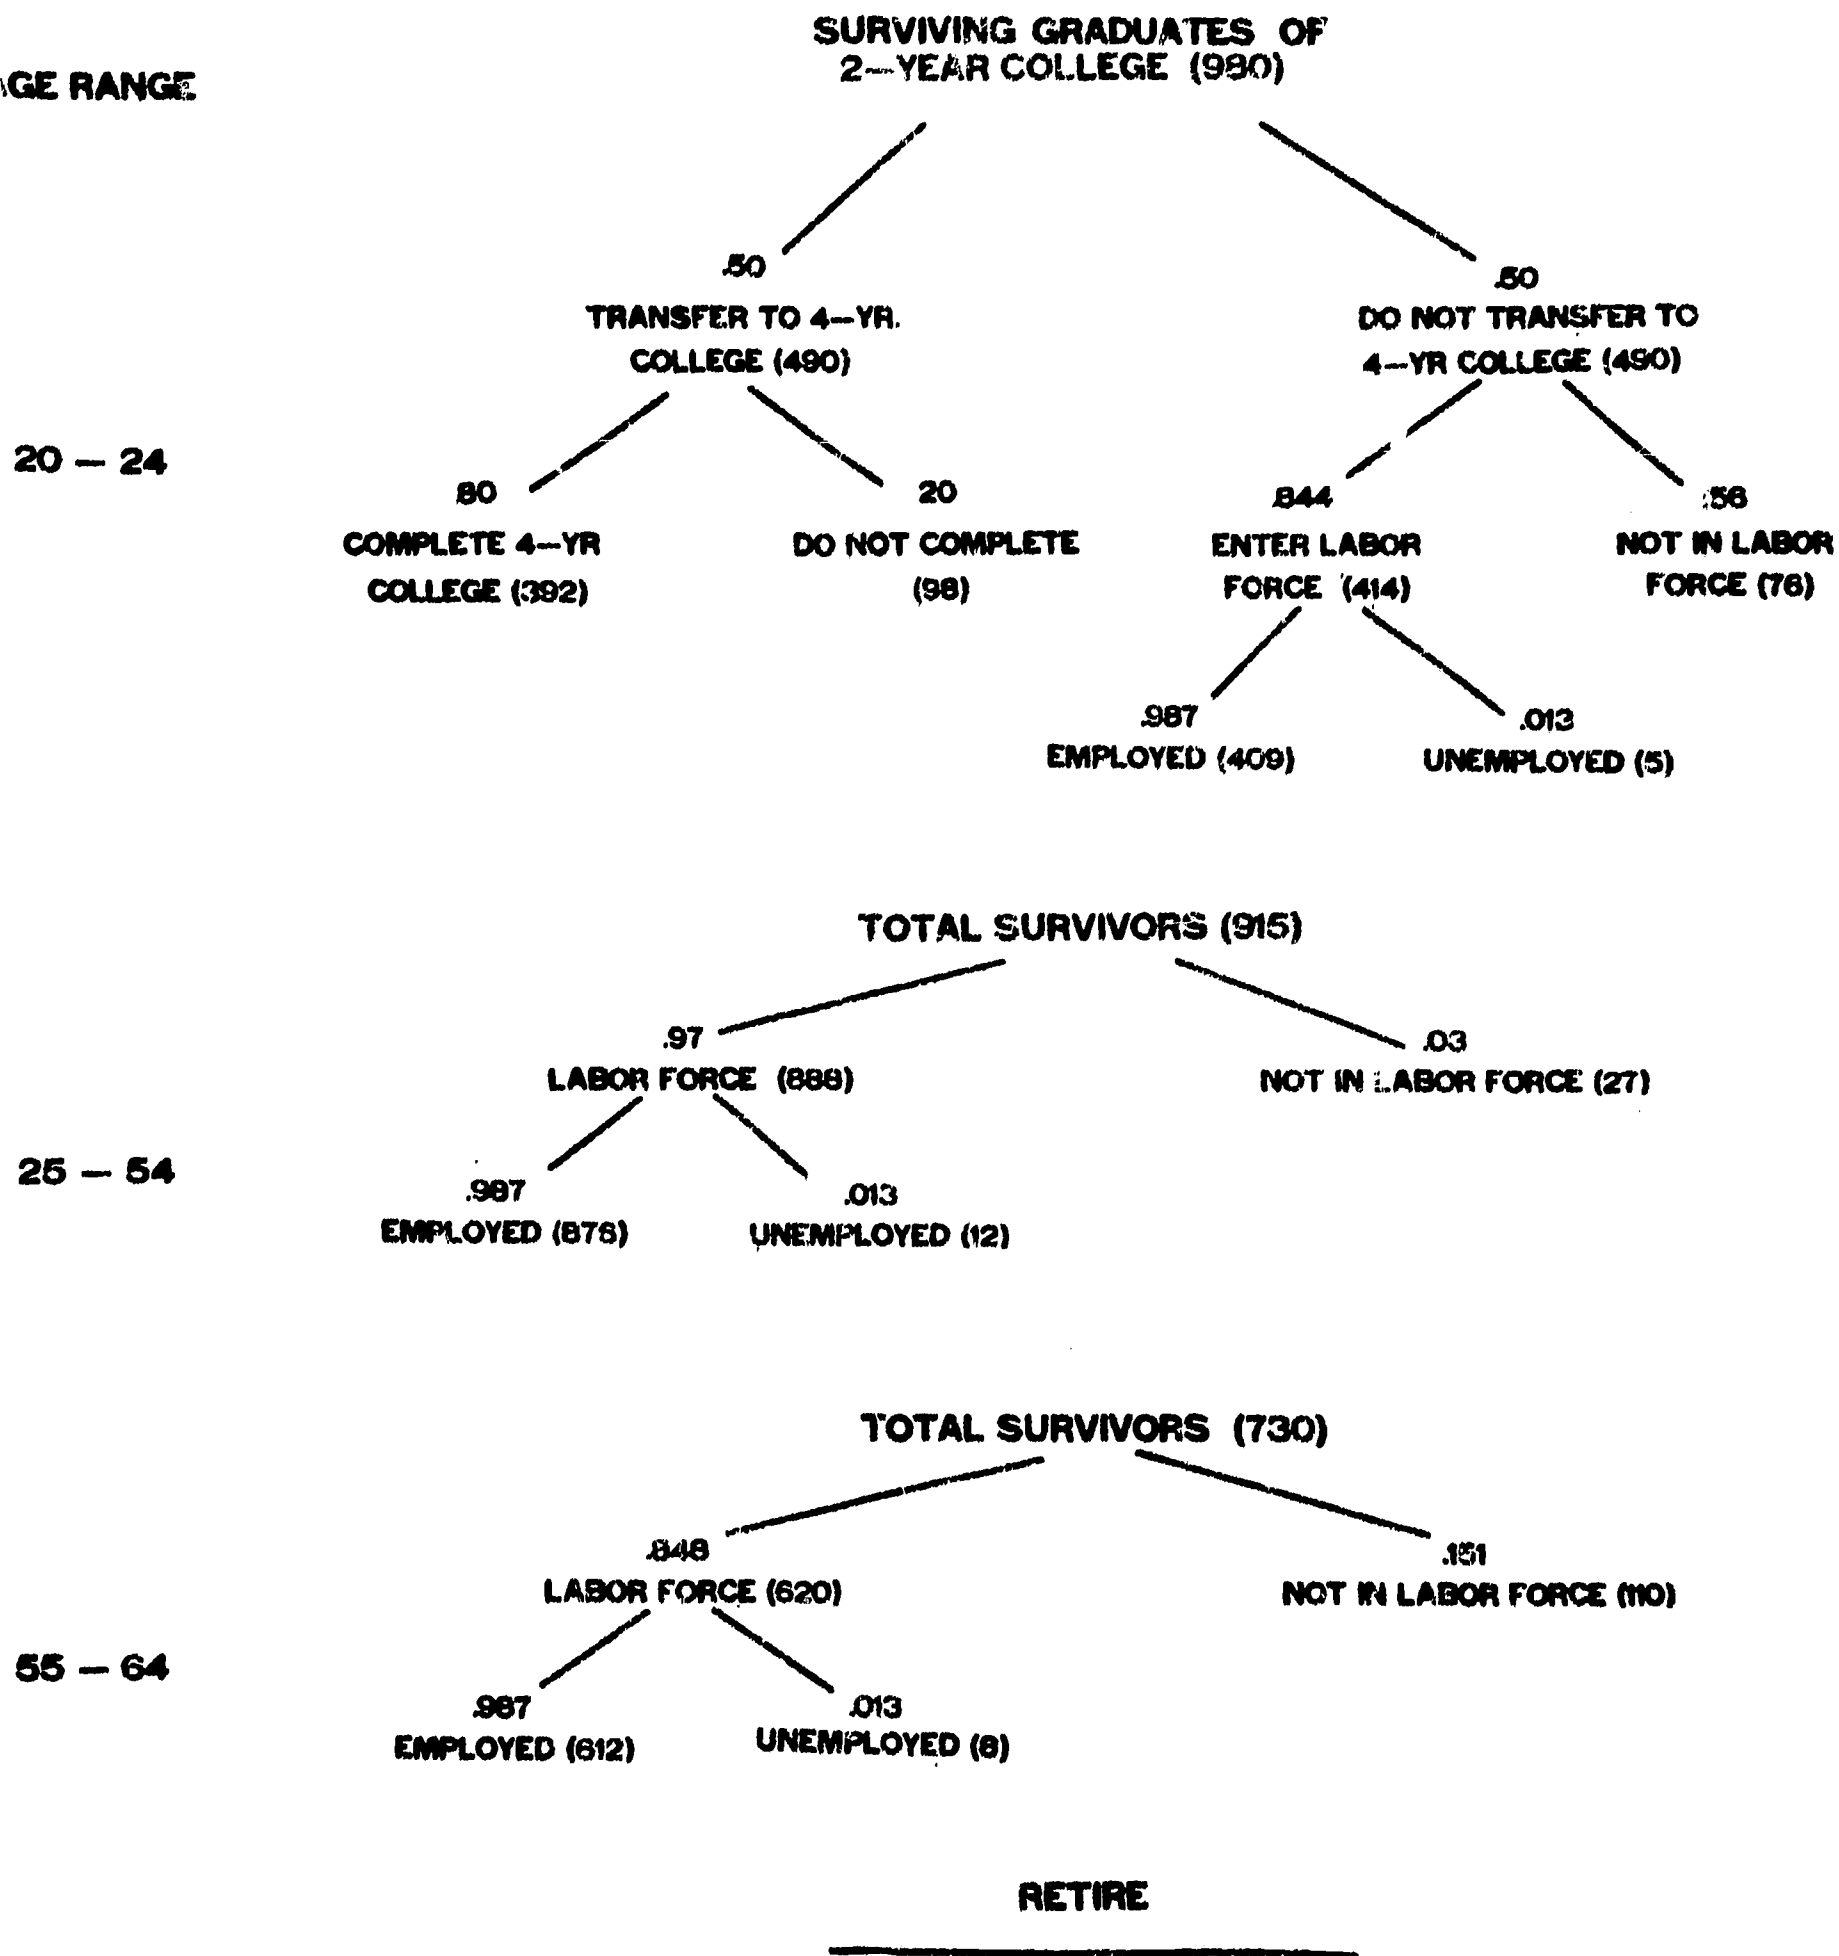 SURVIVING GRADUATES OF
2-YEAR COLLEGE (980)
AGE RANGE
.50
.50
TRANSFER TO 4-YR.
DO NOT TRANSFER TO
COLLEGE (490)
4-YR COLLEGE (490)
20 - 24
.80
.20
.844
.156
COMPLETE 4-YR
DO NOT COMPLETE
ENTER LABOR
NOT IN LABOR
COLLEGE (392)
(98)
FORCE (414)
FORCE (76)
.987
.013
EMPLOYED (409)
UNEMPLOYED (5)
TOTAL SURVIVORS (915)
.97
.03
LABOR FORCE (888)
NOT IN LABOR FORCE (27)
25 - 54
.987
.013
EMPLOYED (876)
UNEMPLOYED (12)
TOTAL SURVIVORS (730)
.848
.151
LABOR FORCE (620)
NOT IN LABOR FORCE (110)
55 - 64
.987
.013
EMPLOYED (612)
UNEMPLOYED (8)
RETIRE